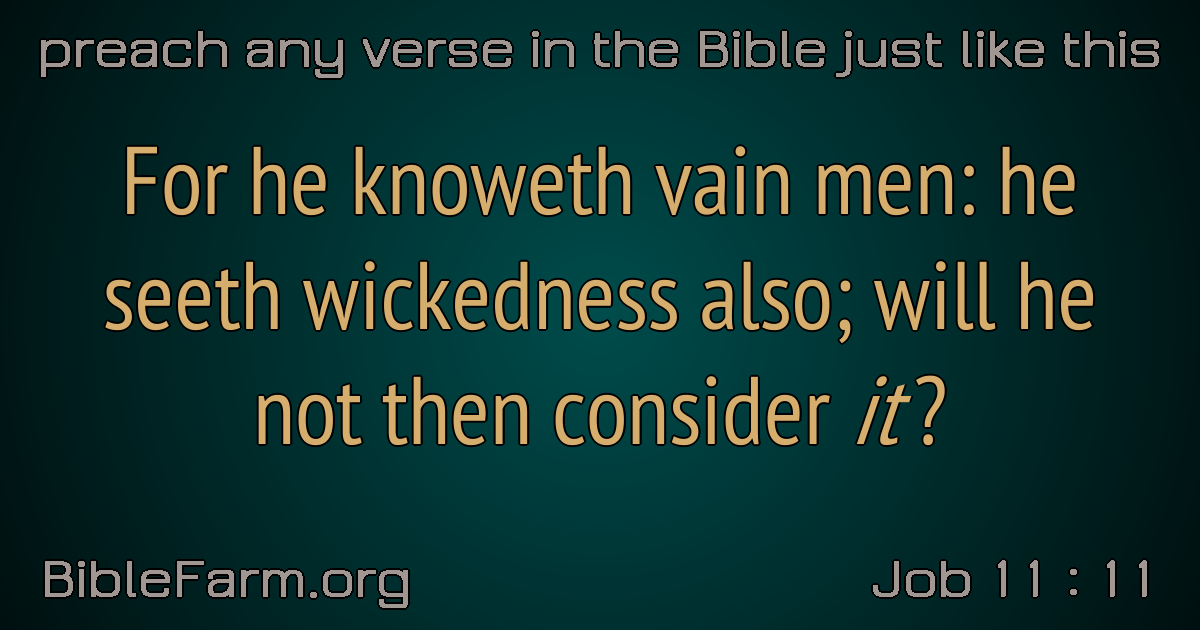 preach any verse in the Bible just like this
For he knoweth vain men: he
seeth wickedness also; will he
not then consider it?
BibleFarm.org
Job 11 : 11